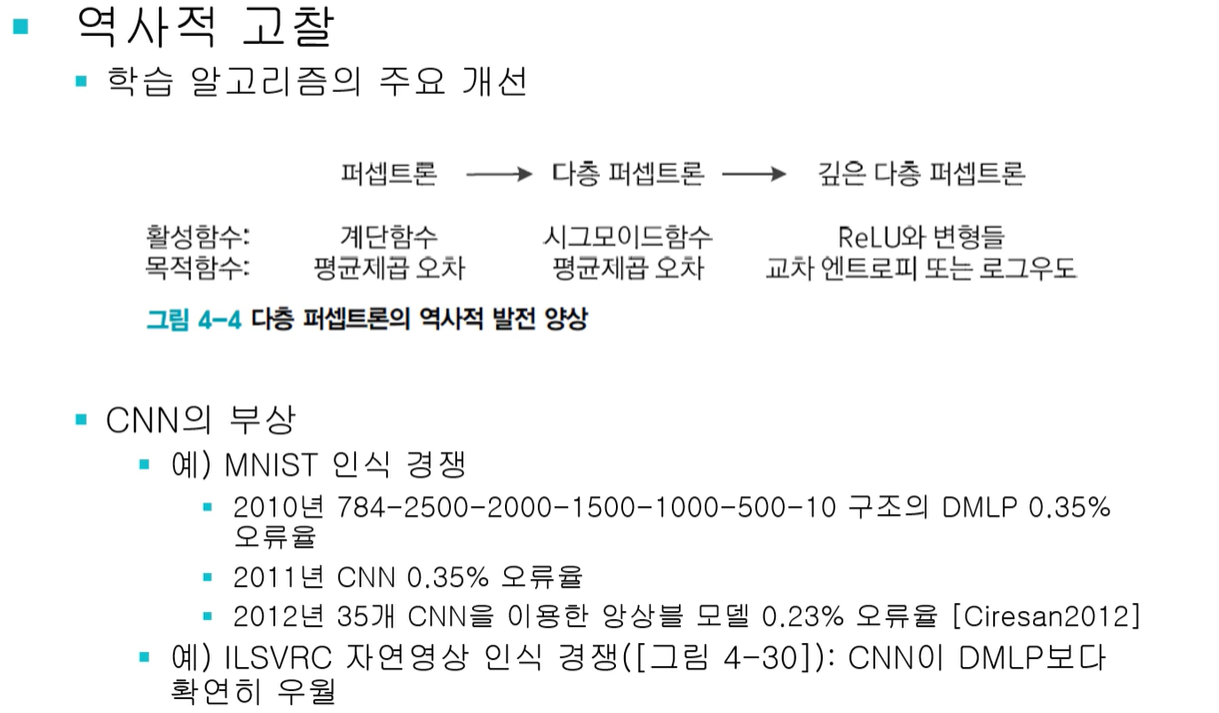 역사적 고찰
학습 알고리즘의 주요 개선
퍼셉트론 → 다층 퍼셉트론 → 깊은 다층 퍼셉트론
활성함수: 계단함수 시그모이드함수 ReLU와 변형들
목적함수: 평균제곱 오차 평균제곱 오차 교차 엔트로피 또는 로그우도
그림 4-4 다층 퍼셉트론의 역사적 발전 양상
CNN의 부상
예) MNIST 인식 경쟁
2010년 784-2500-2000-1500-1000-500-10 구조의 DMLP 0.35%
오류율
2011년 CNN 0.35% 오류율
2012년 35개 CNN을 이용한 앙상블 모델 0.23% 오류율 [Ciresan2012]
예) ILSVRC 자연영상 인식 경쟁([그림 4-30]): CNN이 DMLP보다
확연히 우월